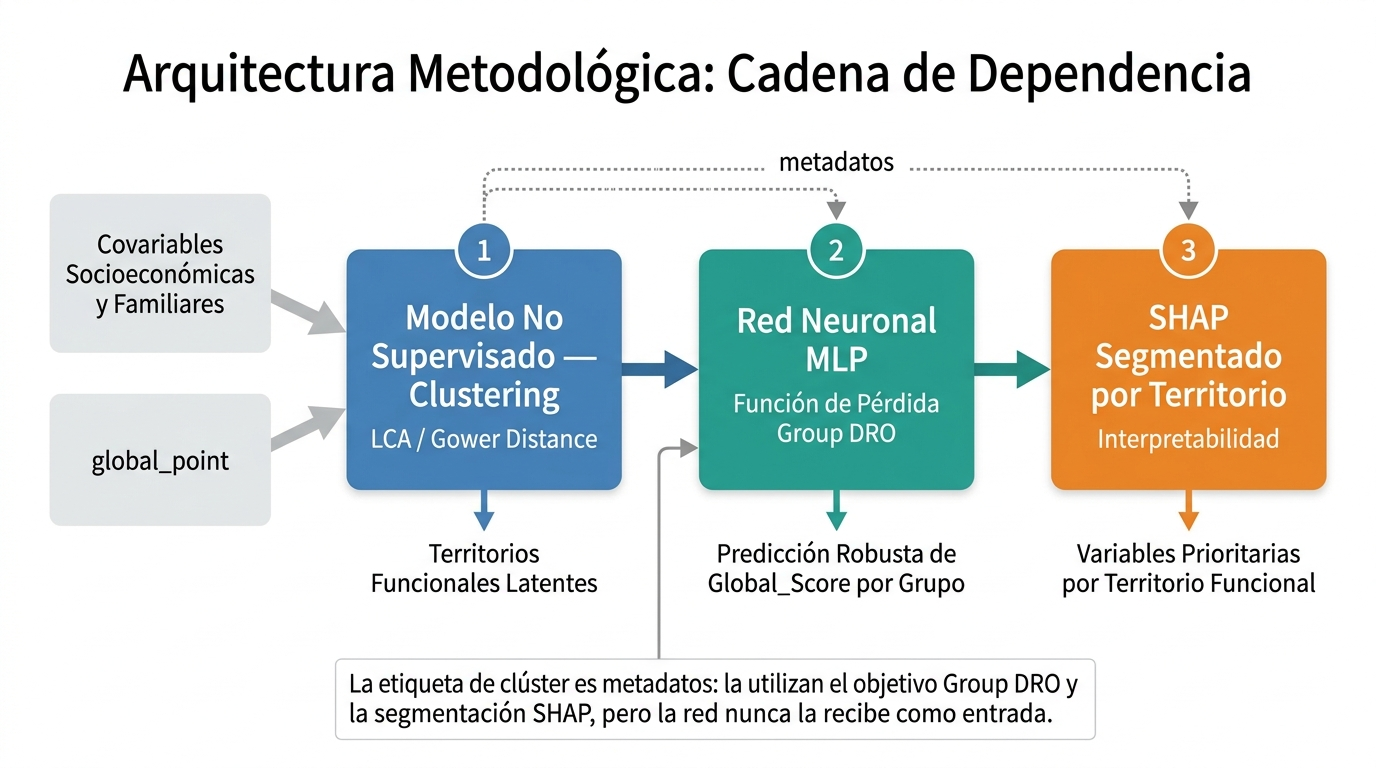 Arquitectura Metodológica: Cadena de Dependencia
metadatos
Covariables
Socioeconómicas
y Familiares
global_point
1
Modelo No
Supervisado —
Clustering
LCA / Gower Distance
2
Red Neuronal
MLP
Función de Pérdida
Group DRO
3
SHAP
Segmentado
por Territorio
Interpretabilidad
Territorios
Funcionales Latentes
Predicción Robusta de
Global_Score por Grupo
Variables Prioritarias
por Territorio Funcional
La etiqueta de clúster es metadatos: la utilizan el objetivo Group DRO y
la segmentación SHAP, pero la red nunca la recibe como entrada.